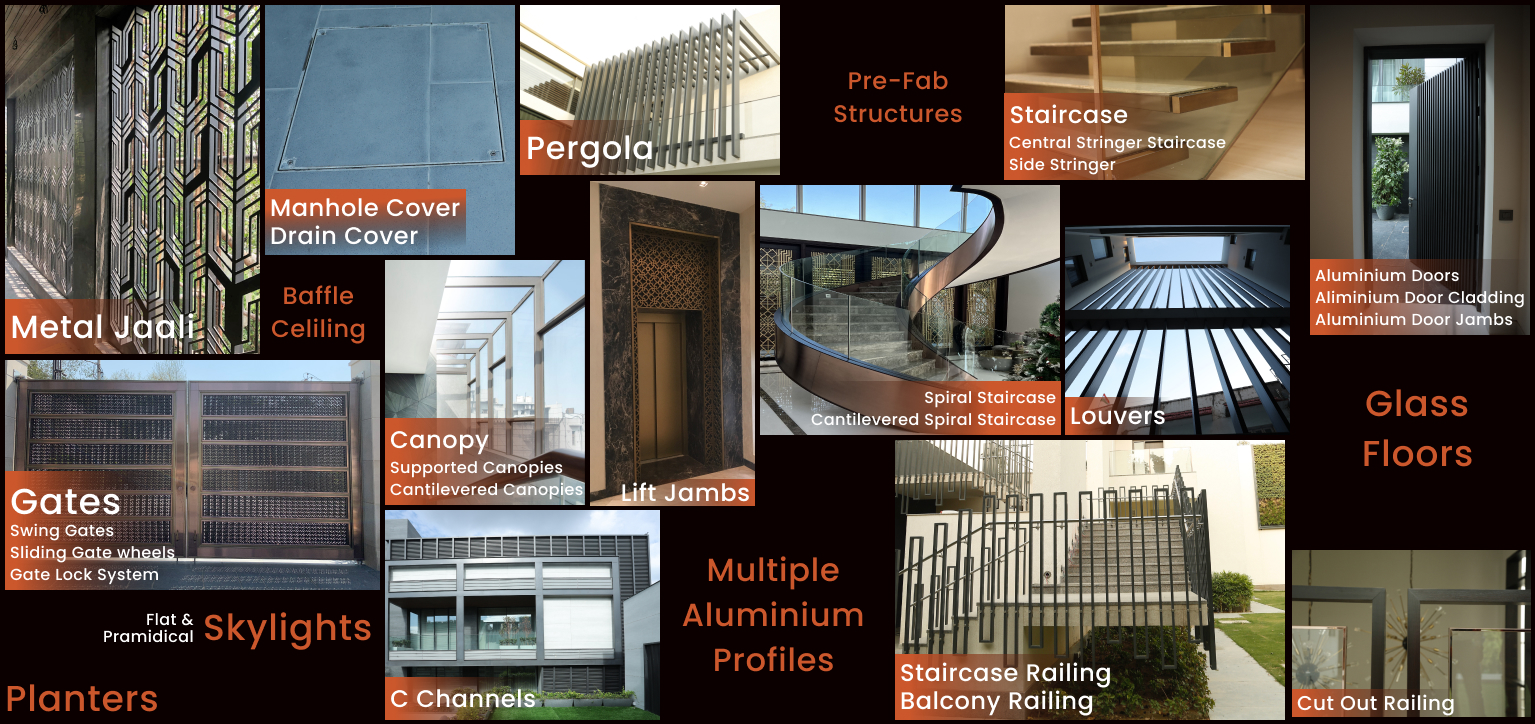 Pergola
Pre-Fab
Structures
Staircase
Central Stringer Staircase
Side Stringer
Manhole Cover
Drain Cover
Metal Jaali
Baffle
Celiling
Aluminium Doors
Aliminium Door Cladding
Aluminium Door Jambs
Spiral Staircase
Cantilevered Spiral Staircase
Louvers
Canopy
Supported Canopies
Cantilevered Canopies
Lift Jambs
Glass
Floors
Gates
Swing Gates
Sliding Gate wheels
Gate Lock System
Flat &
Pramidical
Skylights
Planters
C Channels
Multiple
Aluminium
Profiles
Staircase Railing
Balcony Railing
Cut Out Railing